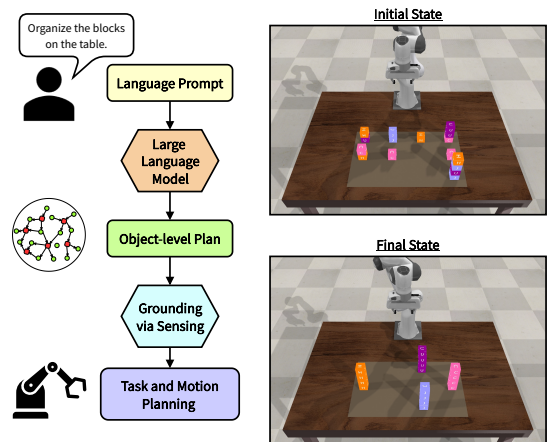 Organize the blocks
on the table.
Language Prompt
Large
Language
Model
Object-level Plan
Grounding
via Sensing
Task and Motion
Planning
Initial State
Final State